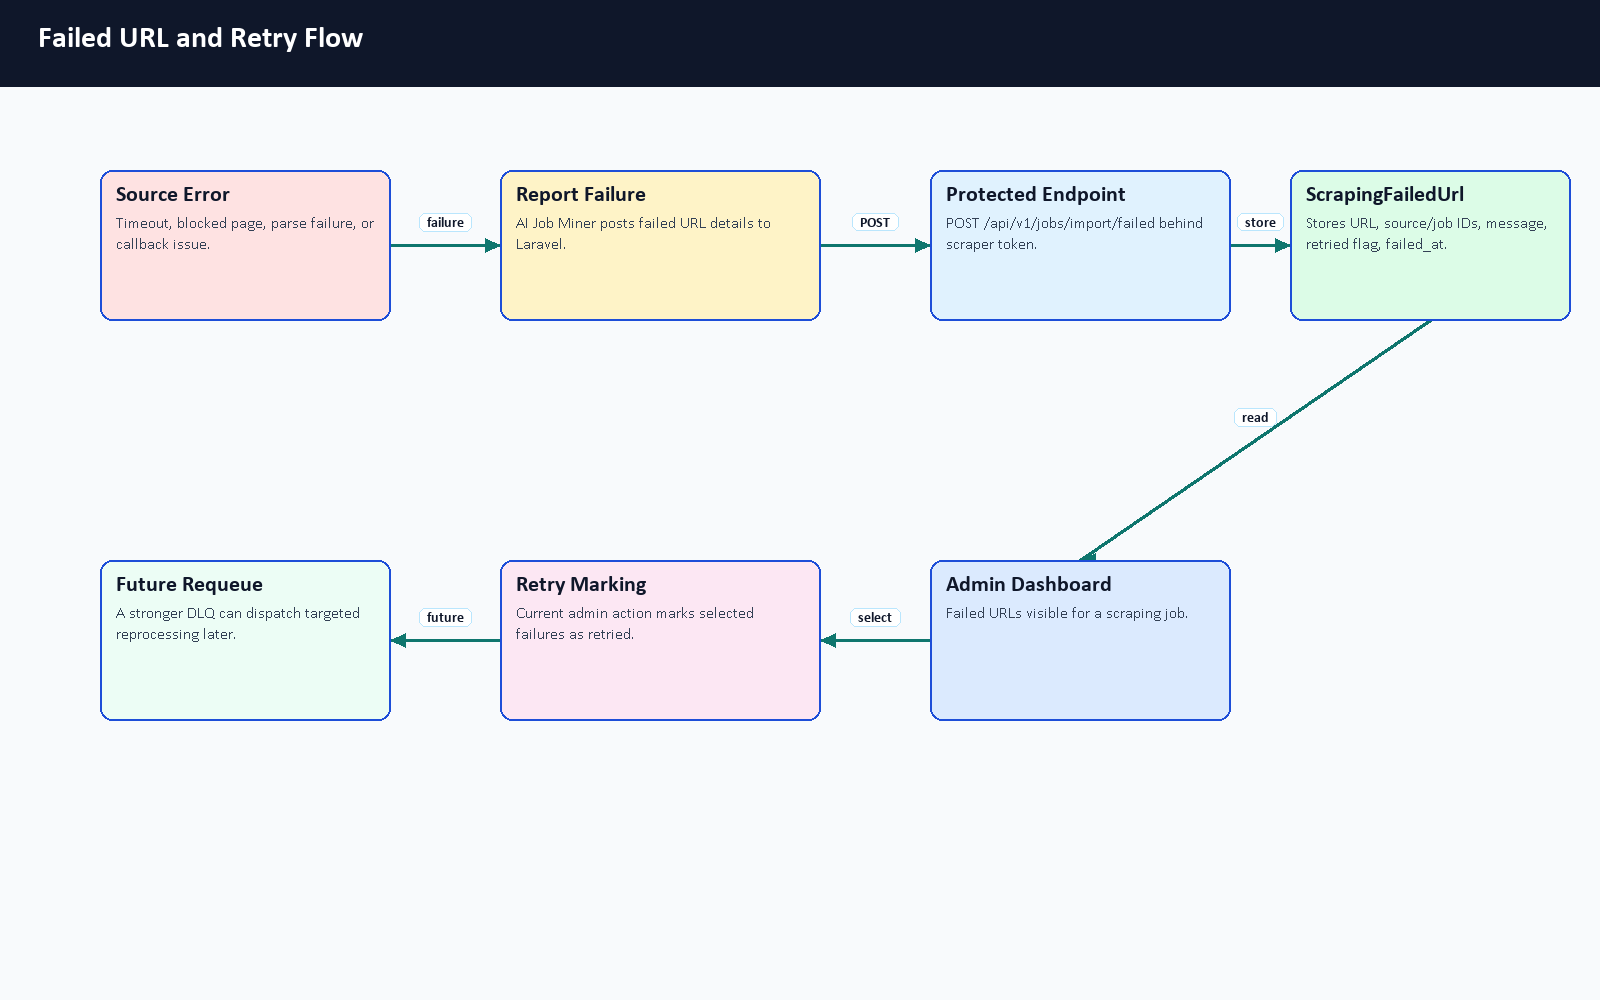 Failed URL and Retry Flow
Source Error
Timeout, blocked page, parse failure, or
callback issue.
failure
Report Failure
AI Job Miner posts failed URL details to
Laravel.
POST
Protected Endpoint
POST /api/v1/jobs/import/failed behind
scraper token.
store
ScrapingFailedUrl
Stores URL, source/job IDs, message,
retried flag, failed_at.
read
Admin Dashboard
Failed URLs visible for a scraping job.
select
Retry Marking
Current admin action marks selected
failures as retried.
future
Future Requeue
A stronger DLQ can dispatch targeted
reprocessing later.